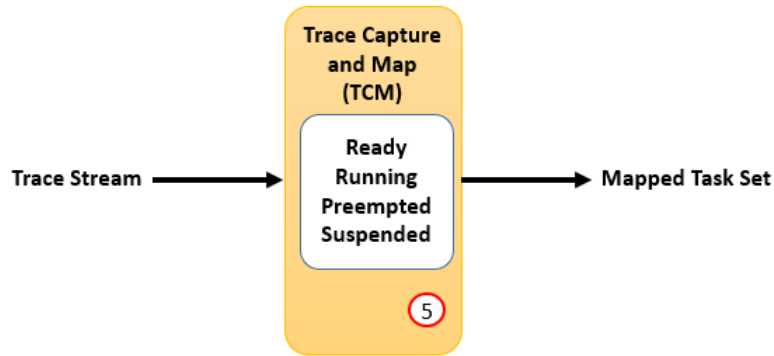 Trace Capture
and Map
(TCM)
Ready
Running
Preempted
Suspended
Trace Stream
Mapped Task Set
5